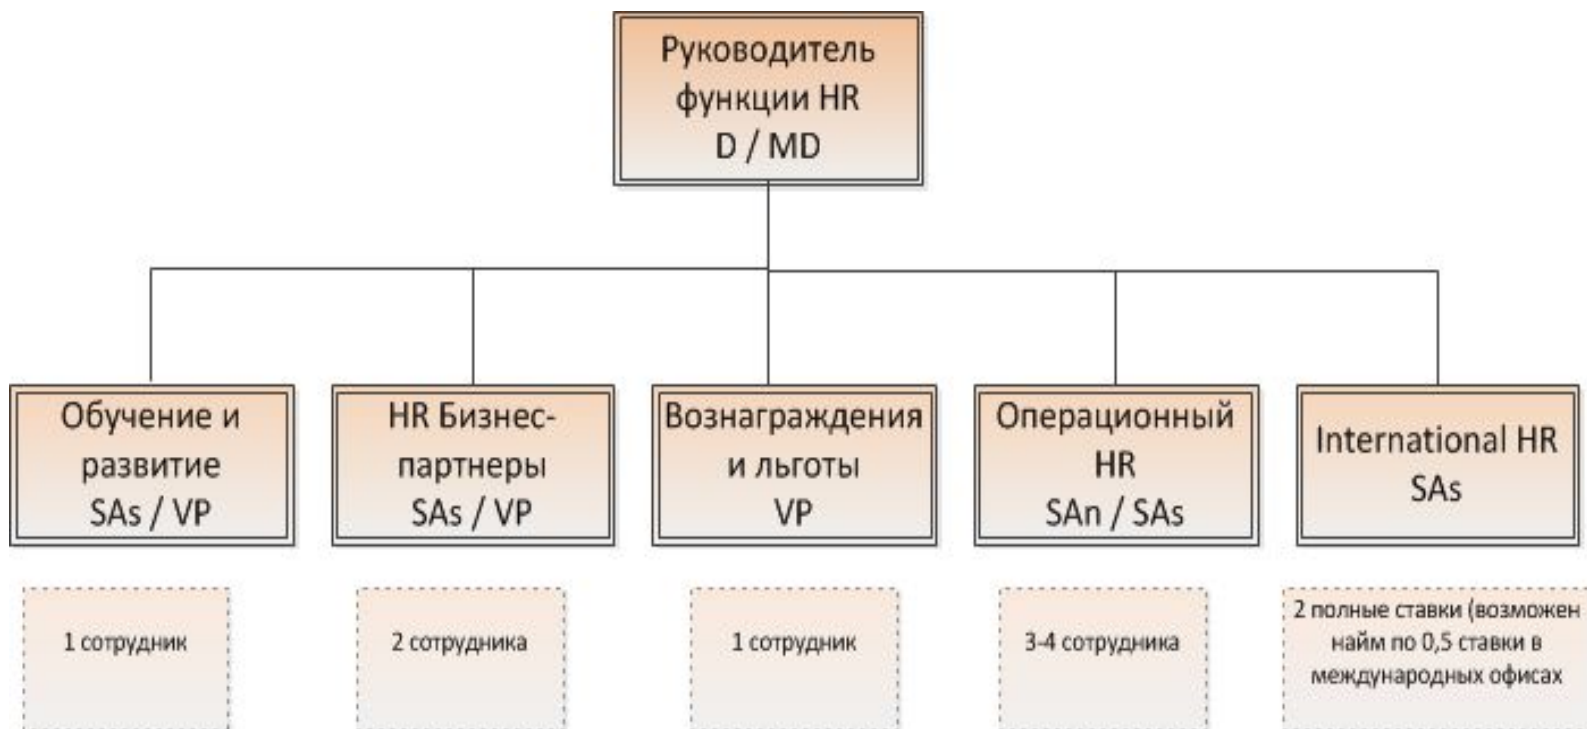 Руководитель
функции HR
D / MD
Обучение и
развитие
SAs / VP
HR Бизнес-
партнеры
SAs / VP
Вознаграждения
и льготы
VP
Операционный
HR
SAn / SAs
International HR
SAs
1 сотрудник
2 сотрудника
1 сотрудник
3-4 сотрудника
2 полные ставки (возможен
найм по 0,5 ставки в
международных офисах